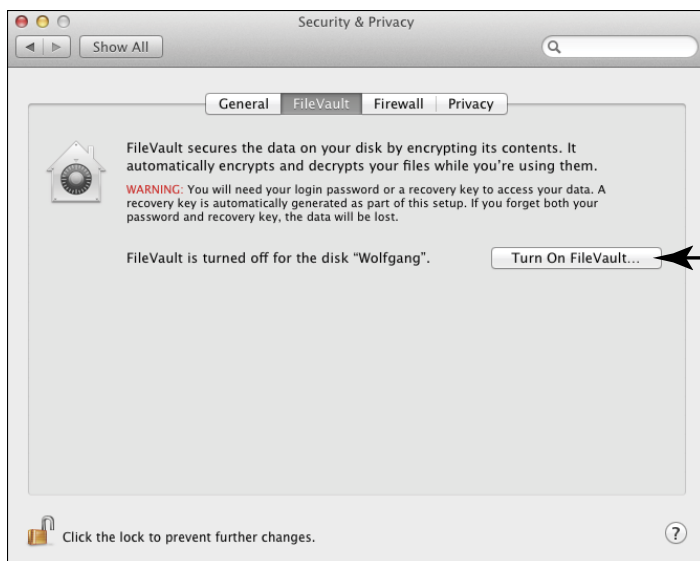 Security & Privacy
Show All
General FileVault Firewall Privacy
FileVault secures the data on your disk by encrypting its contents. It
automatically encrypts and decrypts your files while you're using them.
WARNING: You will need your login password or a recovery key to access your data. A
recovery key is automatically generated as part of this setup. If you forget both your
password and recovery key, the data will be lost.
FileVault is turned off for the disk “Wolfgang”. Turn On FileVault...
Click the lock to prevent further changes. ?